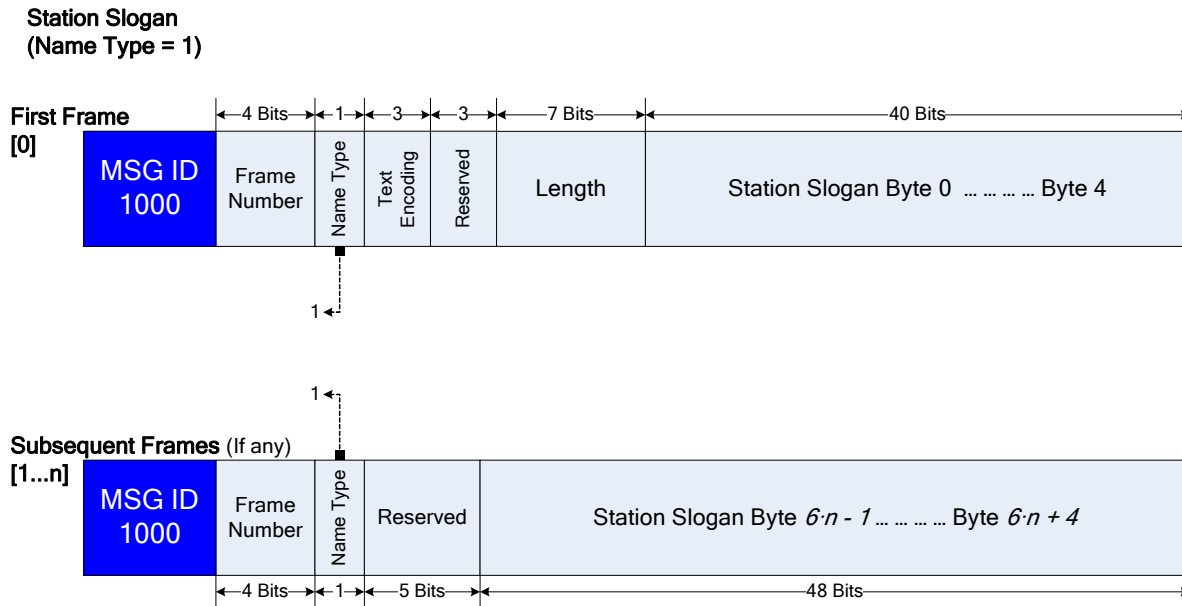 Station Slogan
(Name Type = 1)
First Frame
[0]
4 Bits 1 3 3 7 Bits 40 Bits
MSG ID
1000
Frame
Number
Name Type
Text
Encoding
Reserved
Length
Station Slogan Byte 0 ... ... ... ... Byte 4
1
1
Subsequent Frames (If any)
[1...n]
MSG ID
1000
Frame
Number
Name Type
Reserved
Station Slogan Byte 6·n - 1 ... ... ... ... Byte 6·n + 4
4 Bits 1 5 Bits 48 Bits